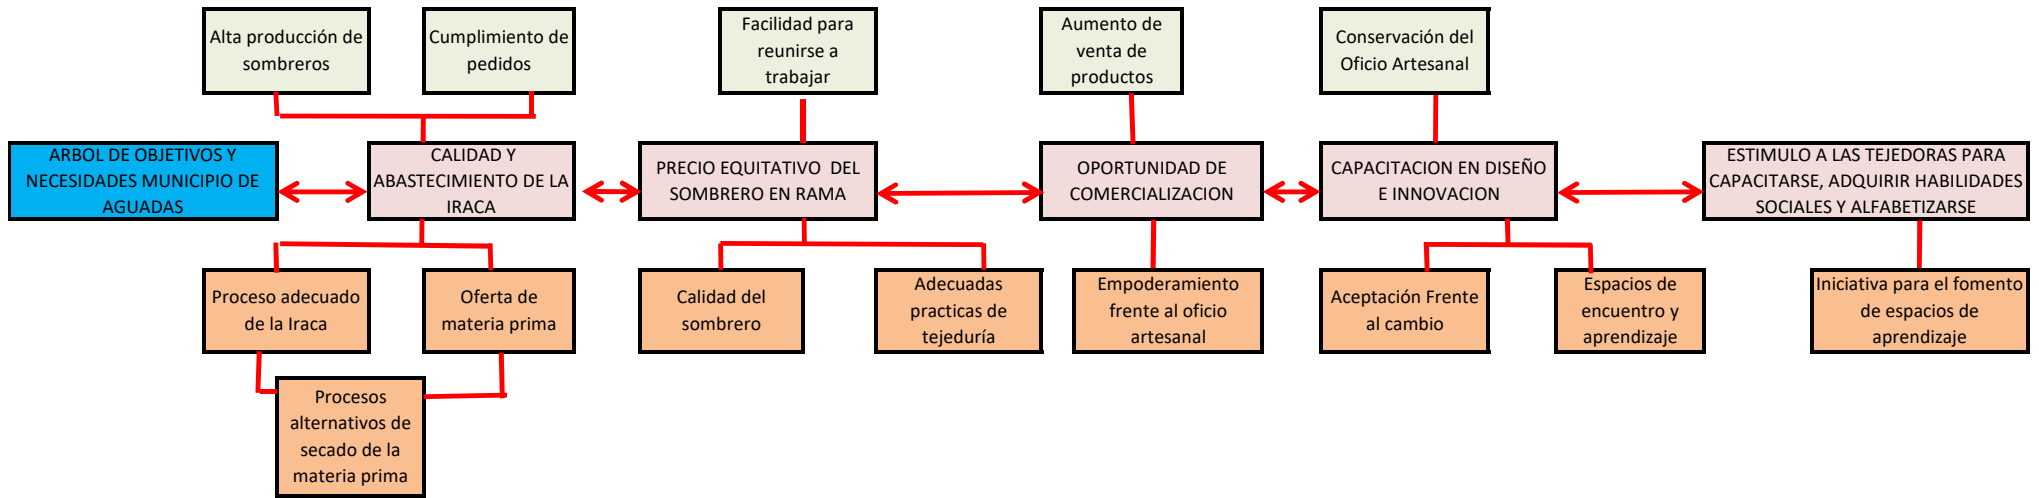 Alta producción de
sombreros
Cumplimiento de
pedidos
Facilidad para
reunirse a
trabajar
Aumento de
venta de
productos
Conservación del
Oficio Artesanal
ARBOL DE OBJETIVOS Y
NECESIDADES MUNICIPIO DE
AGUADAS
CALIDAD Y
ABASTECIMIENTO DE LA
IRACA
PRECIO EQUITATIVO DEL
SOMBRERO EN RAMA
OPORTUNIDAD DE
COMERCIALIZACION
CAPACITACION EN DISEÑO
E INNOVACION
ESTIMULO A LAS TEJEDORAS PARA
CAPACITARSE, ADQUIRIR HABILIDADES
SOCIALES Y ALFABETIZARSE
Proceso adecuado
de la Iraca
Oferta de
materia prima
Calidad del
sombrero
Adecuadas
practicas de
tejeduría
Empoderamiento
frente al oficio
artesanal
Aceptación Frente
al cambio
Espacios de
encuentro y
aprendizaje
Iniciativa para el fomento
de espacios de
aprendizaje
Procesos
alternativos de
secado de la
materia prima